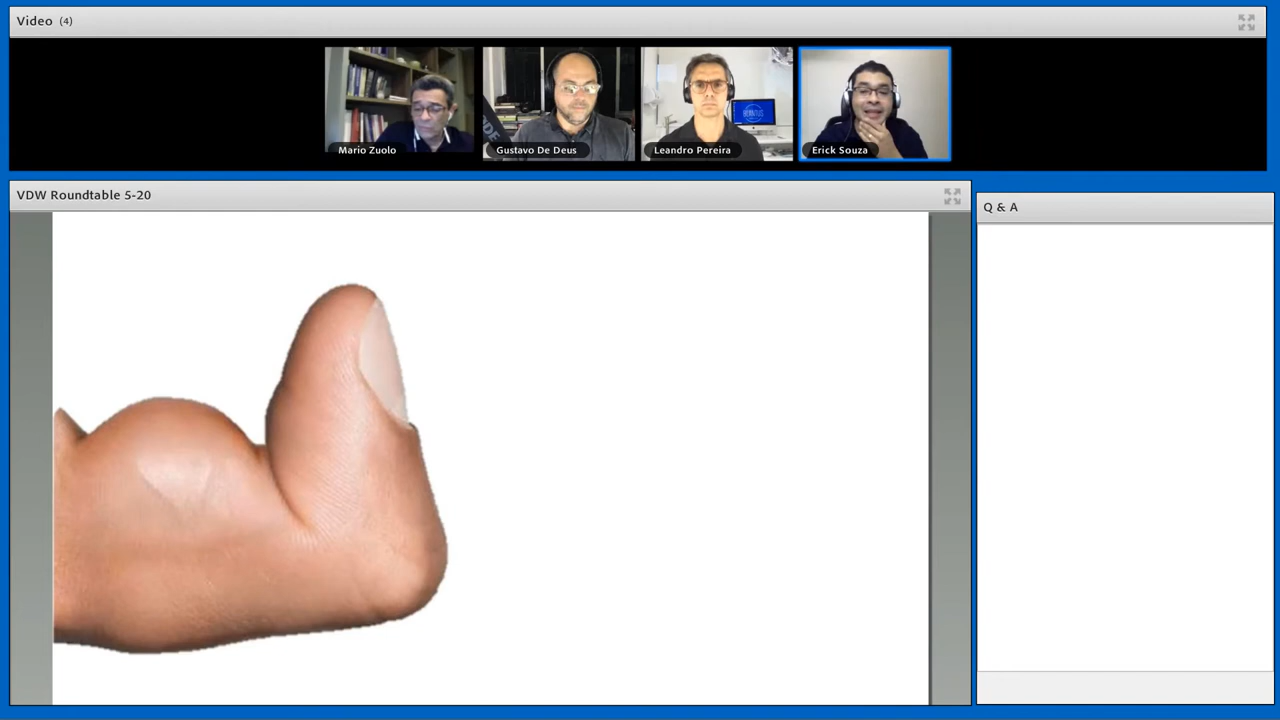 Video (4)
Mario Zuolo
Gustavo De Deus
Leandro Pereira
Erick Souza
VDW Roundtable 5-20
Q & A